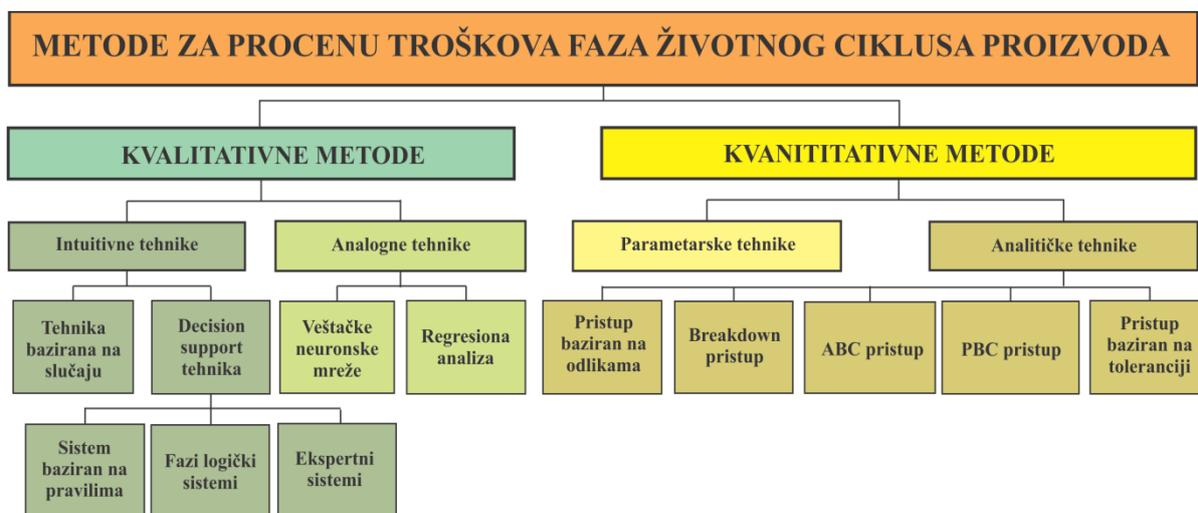 METODE ZA PROCENU TROŠKOVA FAZA ŽIVOTNOG CIKLUSA PROIZVODA
KVALITATIVNE METODE
KVANITITATIVNE METODE
Intuitivne tehnike
Analogne tehnike
Parametarske tehnike
Analitičke tehnike
Tehnika
bazirana na
slučaju
Decision
support
tehnika
Veštačke
neuronske
mreže
Regresiona
analiza
Pristup
baziran na
odlikama
Breakdown
pristup
ABC pristup
PBC pristup
Pristup
baziran na
toleranciji
Sistem
baziran na
pravilima
Fazi logički
sistemi
Ekspertni
sistemi